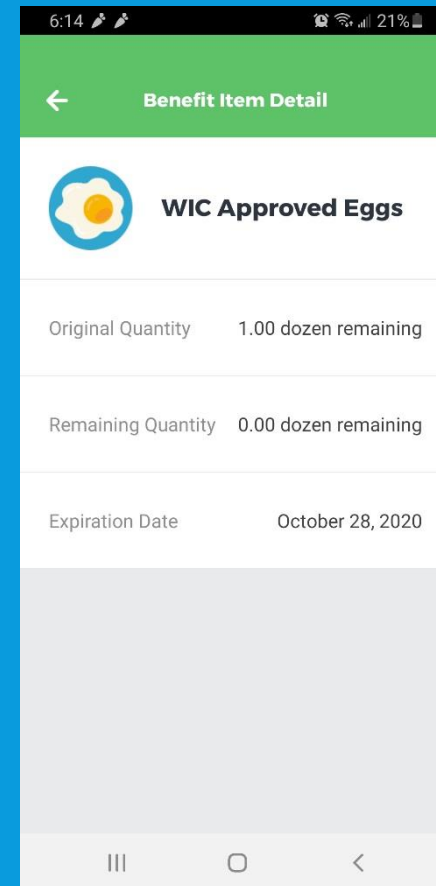 6:14 21%
Benefit Item Detail
WIC Approved Eggs
Original Quantity 1.00 dozen remaining
Remaining Quantity 0.00 dozen remaining
Expiration Date October 28, 2020